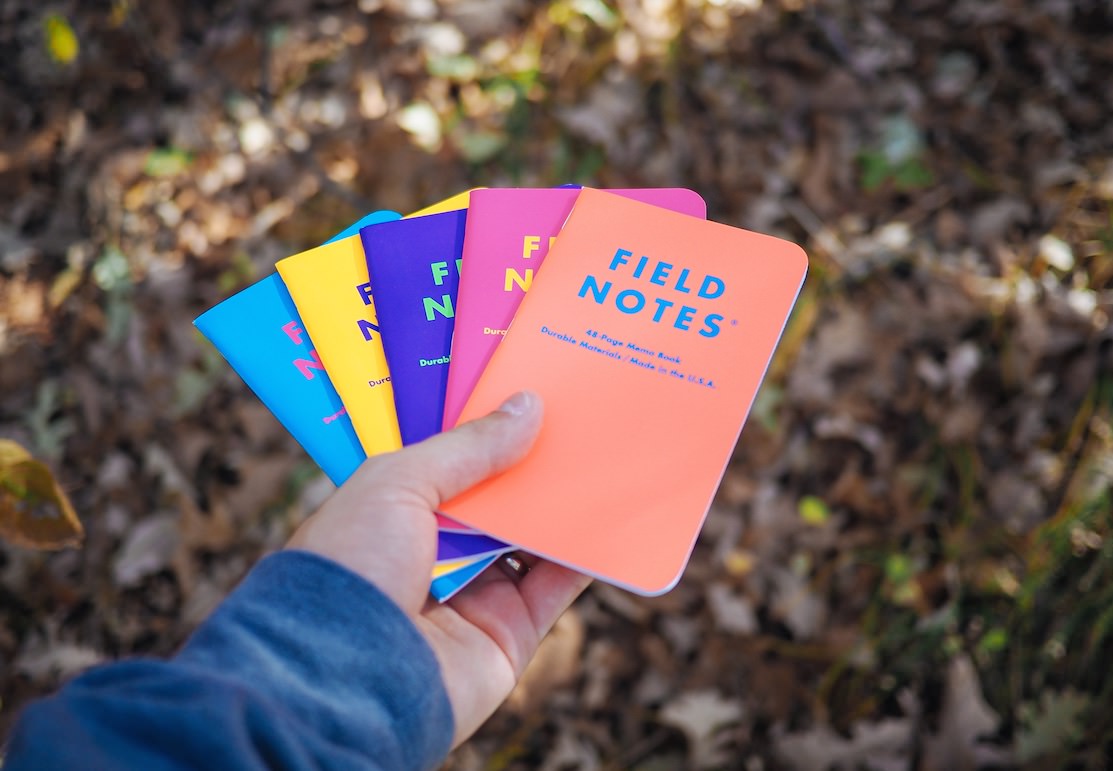 FIELD
NOTES®
48-Page Memo Book
Durable Materials / Made in the U.S.A.